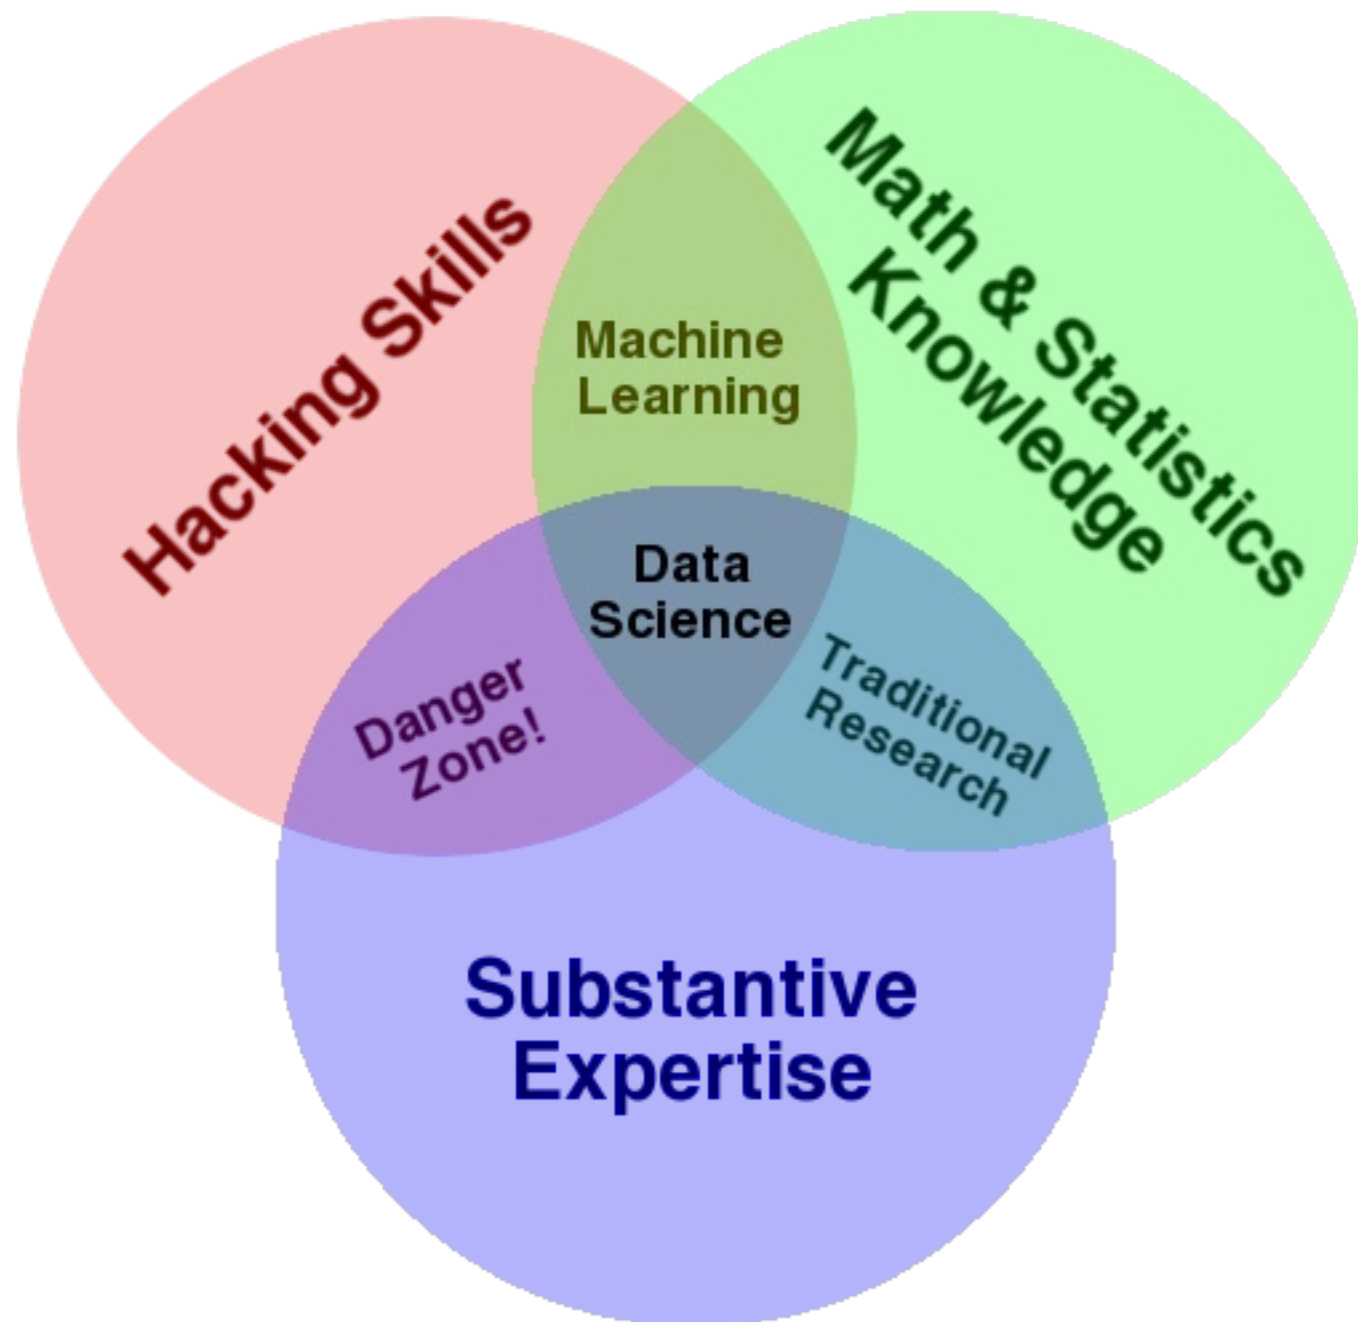 Hacking Skills
Math & Statistics
Knowledge
Machine
Learning
Data
Science
Danger
Zone!
Traditional
Research
Substantive
Expertise